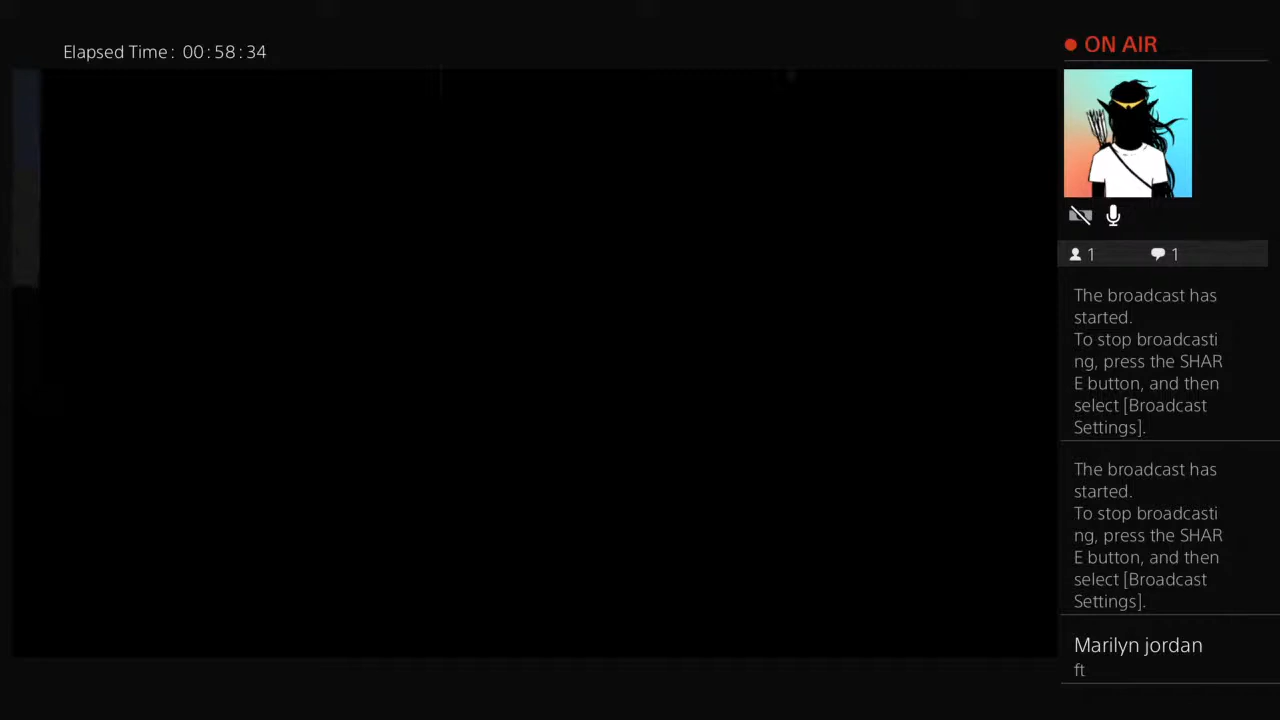 Elapsed Time: 00:58:34
ON AIR
1
1
The broadcast has
started.
To stop broadcasti
ng, press the SHAR
E button, and then
select [Broadcast
Settings].
The broadcast has
started.
To stop broadcasti
ng, press the SHAR
E button, and then
select [Broadcast
Settings].
Marilyn jordan
ft